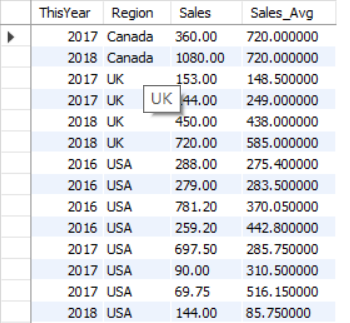 ThisYear Region Sales Sales_Avg
2017 Canada 360.00 720.000000
2018 Canada 1080.00 720.000000
2017 UK 153.00 148.500000
2017 UK 249.000000
UK
2018 UK 450.00 438.000000
2018 UK 720.00 585.000000
2016 USA 288.00 275.400000
2016 USA 279.00 283.500000
2016 USA 781.20 370.050000
2016 USA 259.20 442.800000
2017 USA 697.50 285.750000
2017 USA 90.00 310.500000
2017 USA 69.75 516.150000
2018 USA 144.00 85.750000